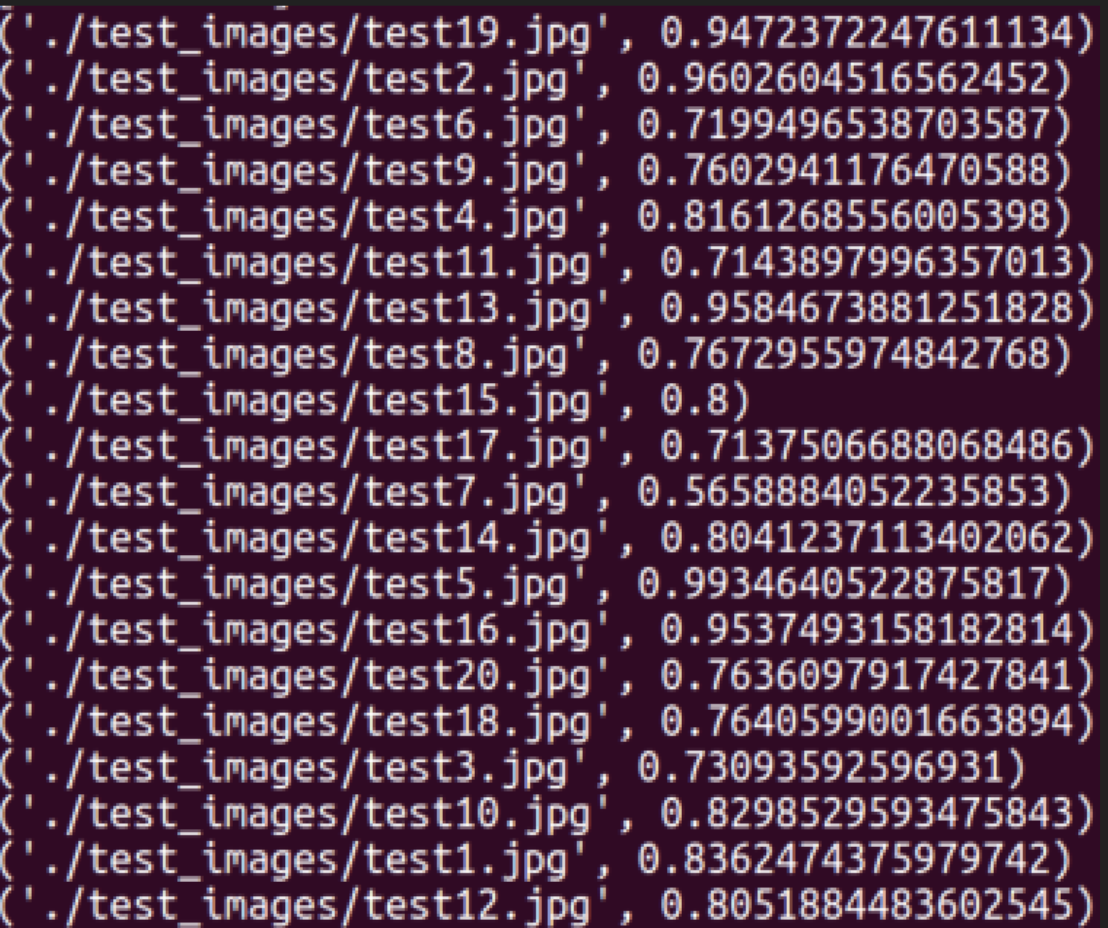 ('./test_images/test19.jpg', 0.9472372247611134)
('./test_images/test2.jpg', 0.9602604516562452)
('./test_images/test6.jpg', 0.7199496538703587)
('./test_images/test9.jpg', 0.7602941176470588)
('./test_images/test4.jpg', 0.8161268556005398)
('./test_images/test11.jpg', 0.7143897996357013)
('./test_images/test13.jpg', 0.9584673881251828)
('./test_images/test8.jpg', 0.7672955974842768)
('./test_images/test15.jpg', 0.8)
('./test_images/test17.jpg', 0.7137506688068486)
('./test_images/test7.jpg', 0.5658884052235853)
('./test_images/test14.jpg', 0.8041237113402062)
('./test_images/test5.jpg', 0.9934640522875817)
('./test_images/test16.jpg', 0.9537493158182814)
('./test_images/test20.jpg', 0.7636097917427841)
('./test_images/test18.jpg', 0.7640599001663894)
('./test_images/test3.jpg', 0.73093592596931)
('./test_images/test10.jpg', 0.8298529593475843)
('./test_images/test1.jpg', 0.8362474375979742)
('./test_images/test12.jpg', 0.8051884483602545)